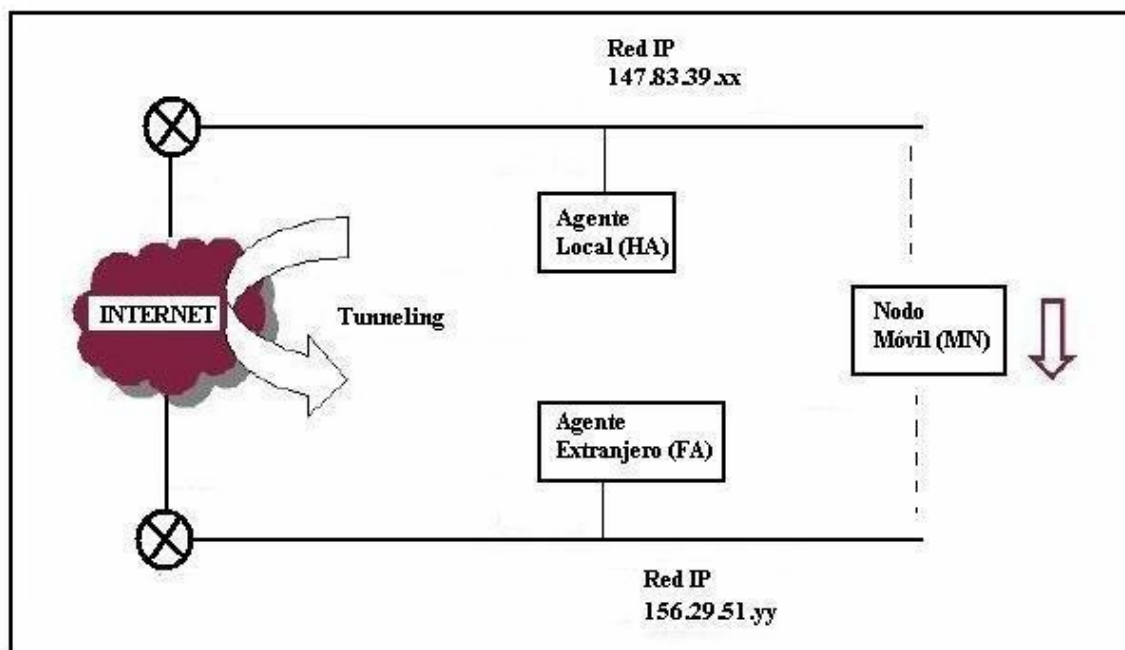 Red IP
147.83.39.xx
Agente
Local (HA)
INTERNET
Tunneling
Nodo
Móvil (MN)
Agente
Extranjero (FA)
Red IP
156.29.51.yy